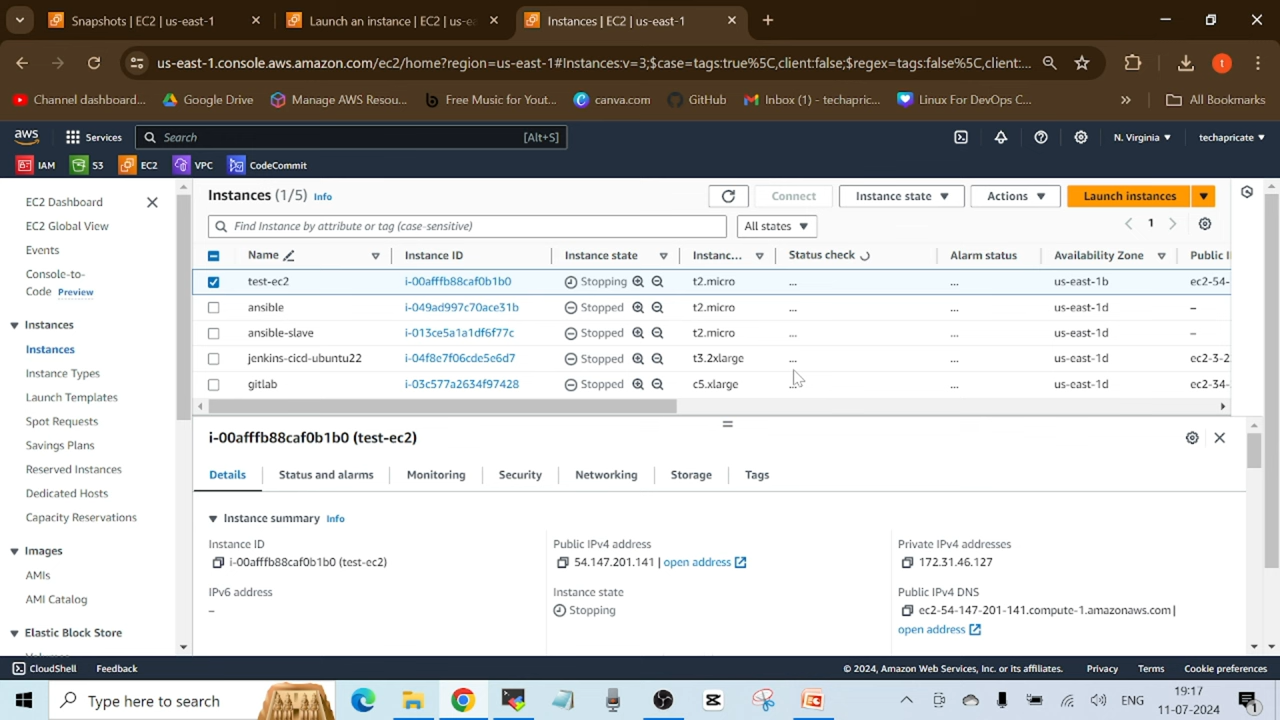 Snapshots | EC2 | us-east-1
Launch an instance | EC2 | us-ea
Instances | EC2 | us-east-1
us-east-1.console.aws.amazon.com/ec2/home?region=us-east-1#Instances:v=3;$case=tags:true%5C,client:false;$regex=tags:false%5C,client:...
t
Channel dashboard...
Google Drive
Manage AWS Resou...
Free Music for Yout...
canva.com
GitHub
Inbox (1) - techapric...
Linux For DevOps C...
All Bookmarks
aws
Services
Search
[Alt+S]
N. Virginia
techapricate
IAM
S3
EC2
VPC
CodeCommit
EC2 Dashboard
EC2 Global View
Events
Console-to-
Code Preview
Instances
Instances
Instance Types
Launch Templates
Spot Requests
Savings Plans
Reserved Instances
Dedicated Hosts
Capacity Reservations
Images
AMIs
AMI Catalog
Elastic Block Store
Instances (1/5) Info
Connect
Instance state
Actions
Launch instances
Find Instance by attribute or tag (case-sensitive)
All states
1
Name Instance ID Instance state Instanc... Status check Alarm status Availability Zone Public I
test-ec2 i-00afffb88caf0b1b0 Stopping t2.micro ... ... us-east-1b ec2-54-
ansible i-049ad997c70ace31b Stopped t2.micro ... ... us-east-1d –
ansible-slave i-013ce5a1a1df6f77c Stopped t2.micro ... ... us-east-1d –
jenkins-cicd-ubuntu22 i-04f8e7f06cde5e6d7 Stopped t3.2xlarge ... ... us-east-1d ec2-3-2
gitlab i-03c577a2634f97428 Stopped c5.xlarge ... ... us-east-1d ec2-34-
i-00afffb88caf0b1b0 (test-ec2)
Details
Status and alarms
Monitoring
Security
Networking
Storage
Tags
Instance summary Info
Instance ID
i-00afffb88caf0b1b0 (test-ec2)
IPv6 address
–
Public IPv4 address
54.147.201.141 | open address
Instance state
Stopping
Private IPv4 addresses
172.31.46.127
Public IPv4 DNS
ec2-54-147-201-141.compute-1.amazonaws.com |
open address
CloudShell
Feedback
© 2024, Amazon Web Services, Inc. or its affiliates.
Privacy
Terms
Cookie preferences
Type here to search
ENG
19:17
11-07-2024
1